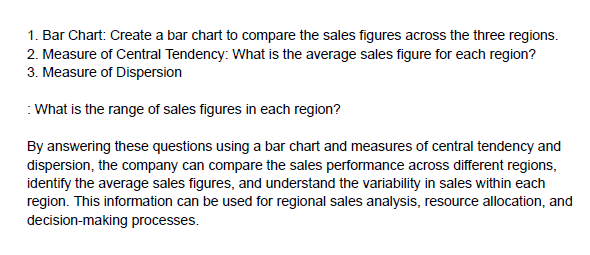 1. Bar Chart: Create a bar chart to compare the sales figures across the three regions.
2. Measure of Central Tendency: What is the average sales figure for each region?
3. Measure of Dispersion
: What is the range of sales figures in each region?
By answering these questions using a bar chart and measures of central tendency and
dispersion, the company can compare the sales performance across different regions,
identify the average sales figures, and understand the variability in sales within each
region. This information can be used for regional sales analysis, resource allocation, and
decision-making processes.